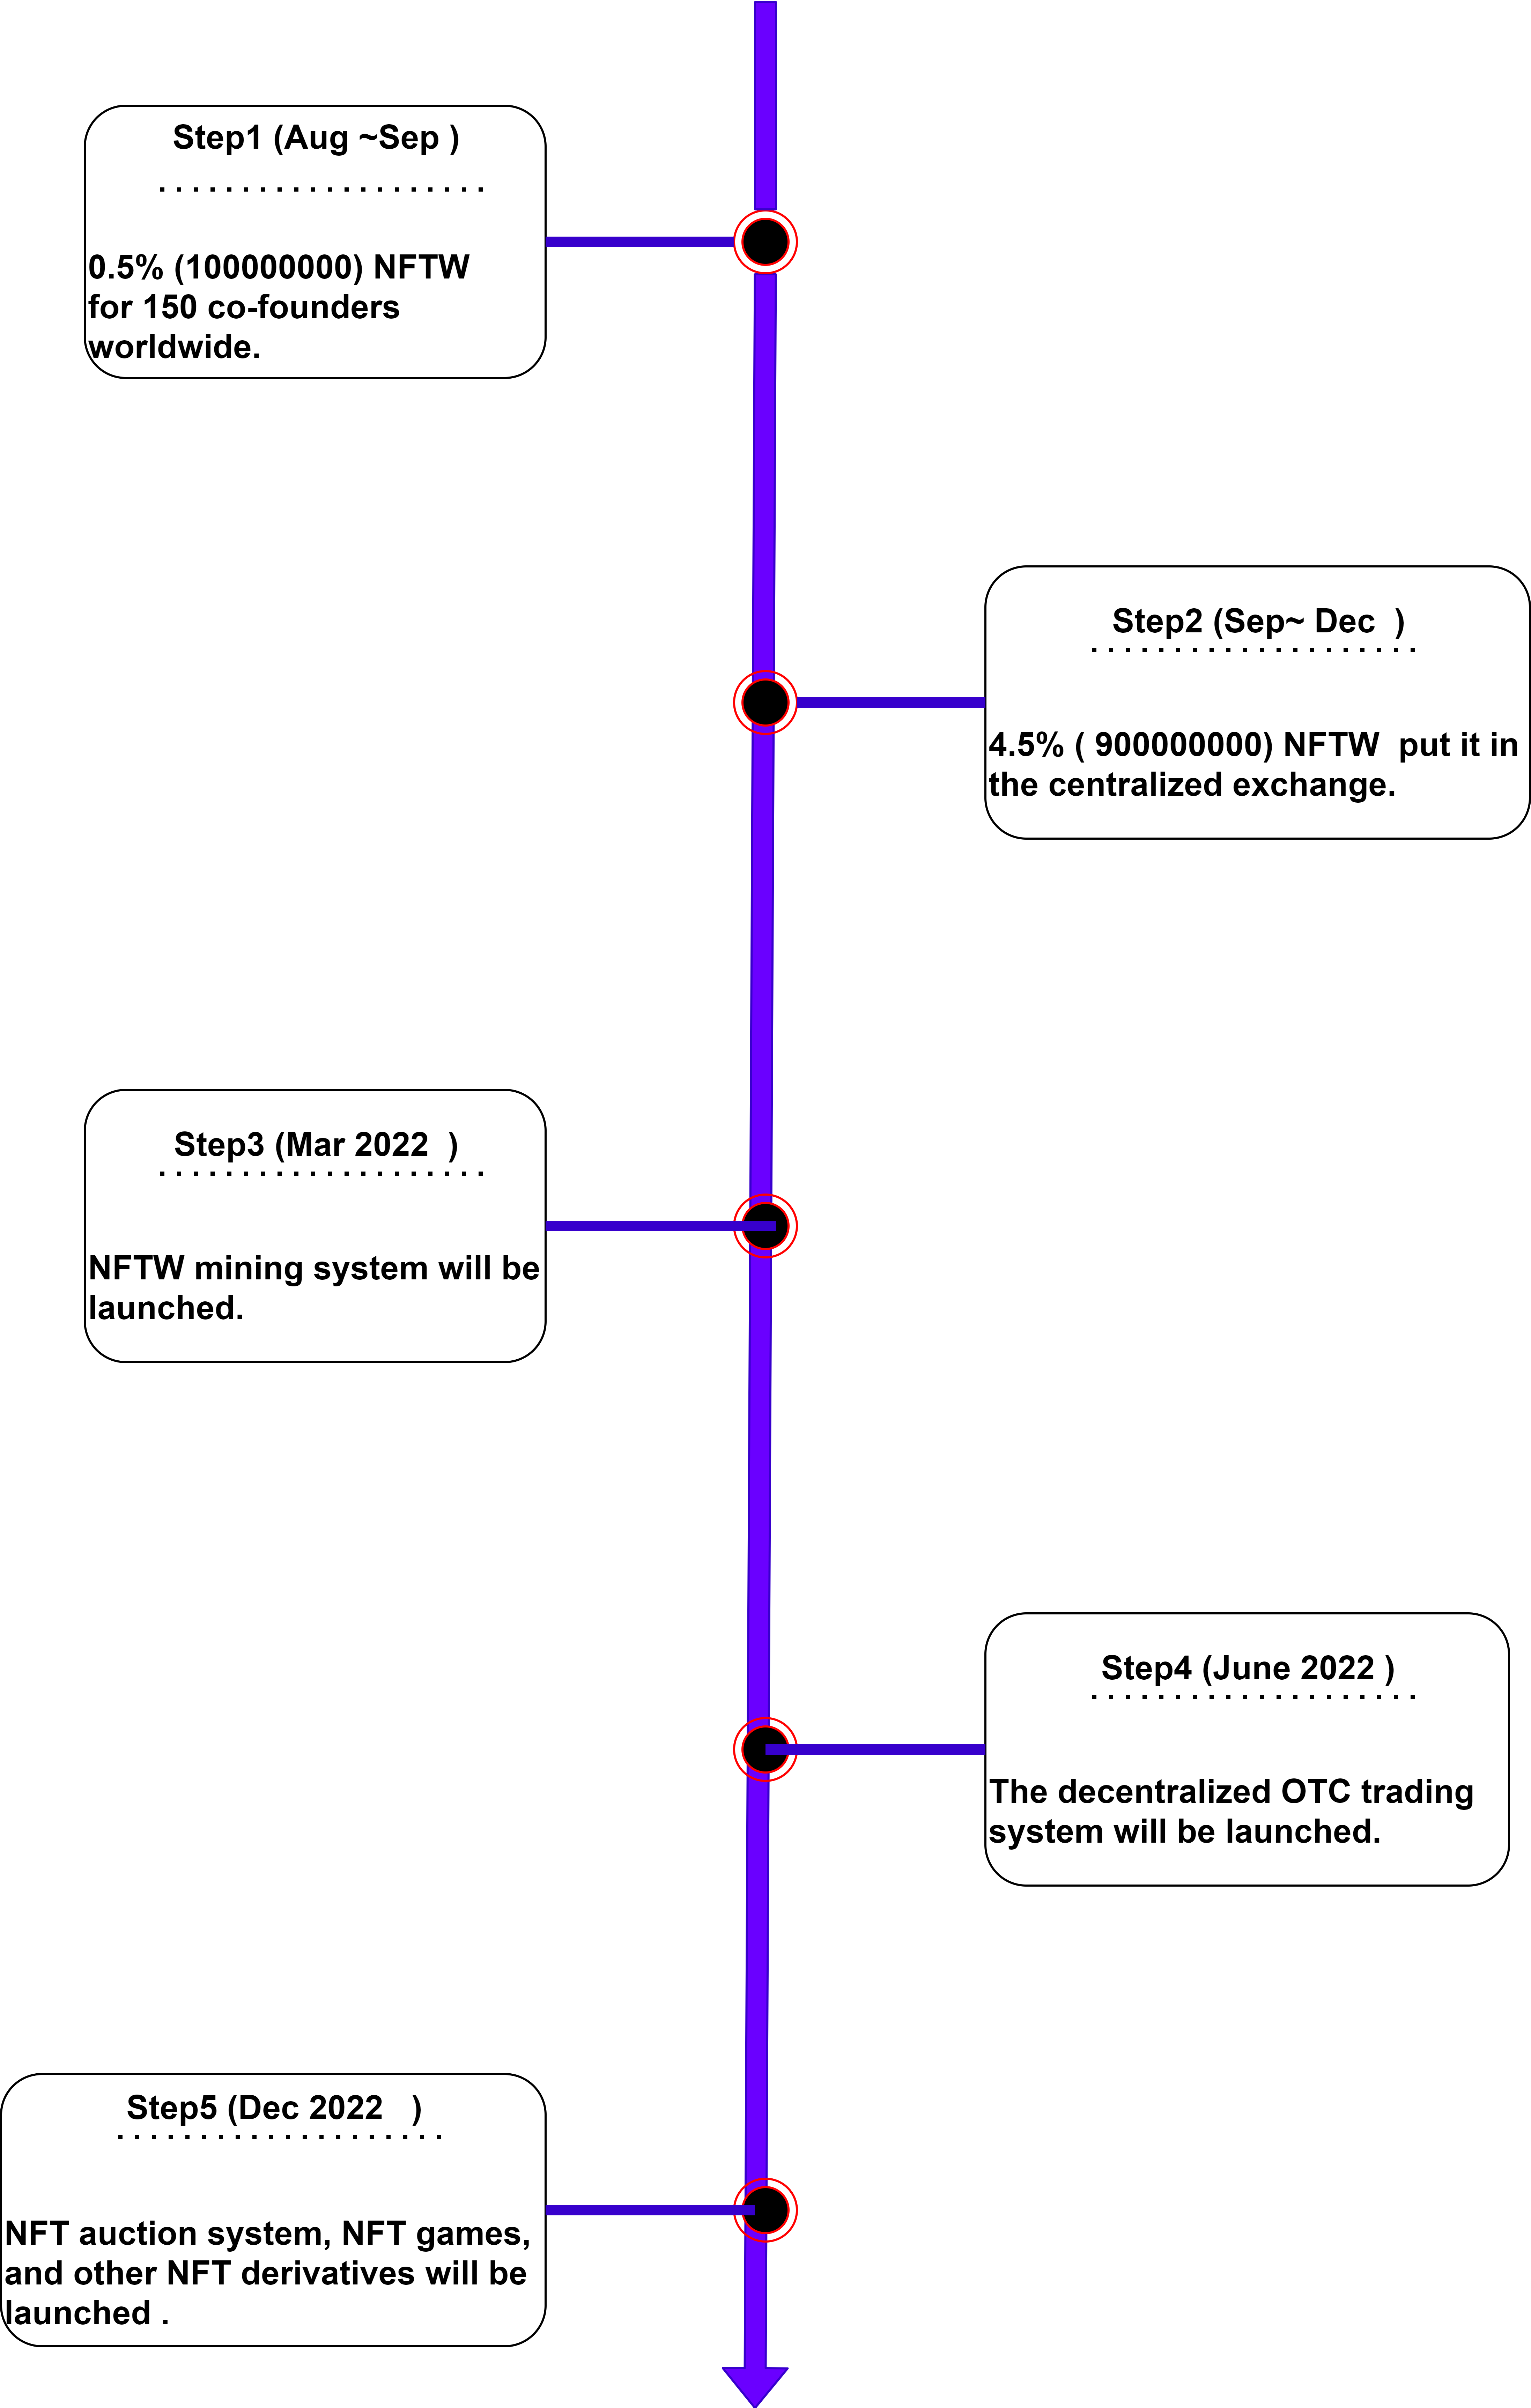 Step1 (Aug ~Sep )
0.5% (100000000) NFTW
for 150 co-founders
worldwide.
Step2 (Sep~ Dec  )
4.5% ( 900000000) NFTW  put it in
the centralized exchange.
Step3 (Mar 2022  )
NFTW mining system will be
launched.
Step4 (June 2022 )
The decentralized OTC trading
system will be launched.
Step5 (Dec 2022   )
NFT auction system, NFT games,
and other NFT derivatives will be
launched .